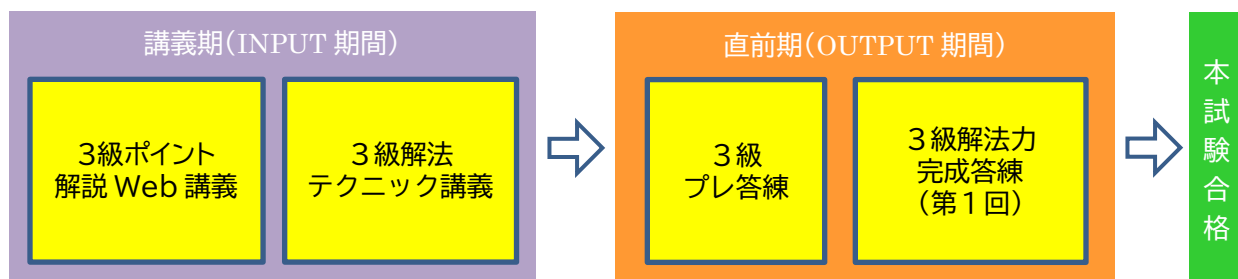 講義期(INPUT 期間)
3級ポイント
解説 Web 講義
3級解法
テクニック講義
直前期(OUTPUT 期間)
3級
プレ答練
3級解法力
完成答練
(第1回)
本試験合格